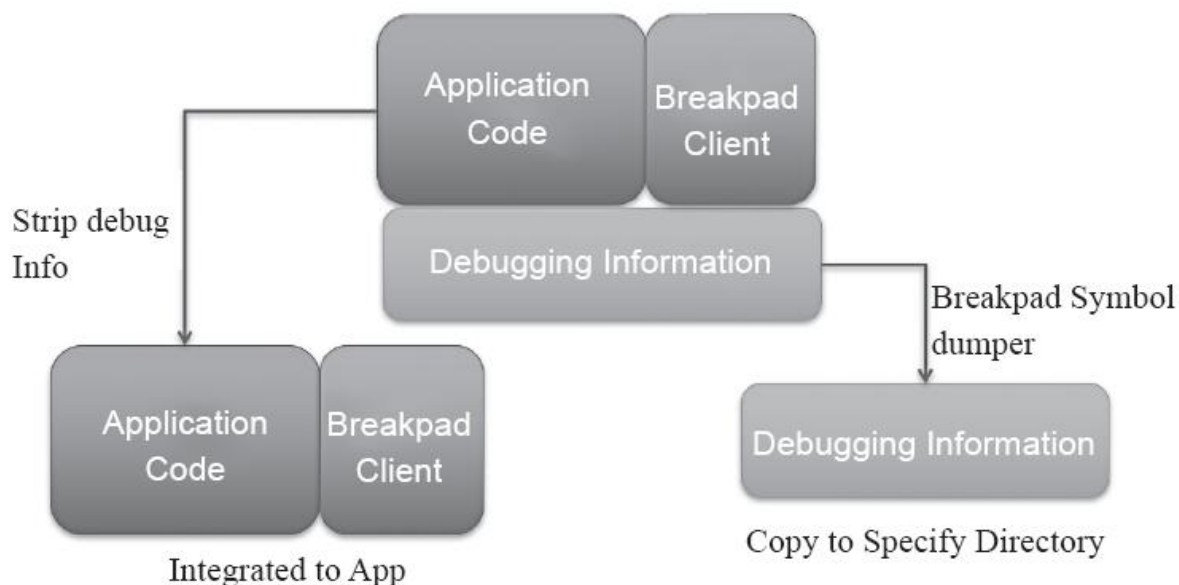 Application
Code
Breakpad
Client
Strip debug
Info
Debugging Information
Breakpad Symbol
dumper
Application
Code
Breakpad
Client
Debugging Information
Integrated to App
Copy to Specify Directory